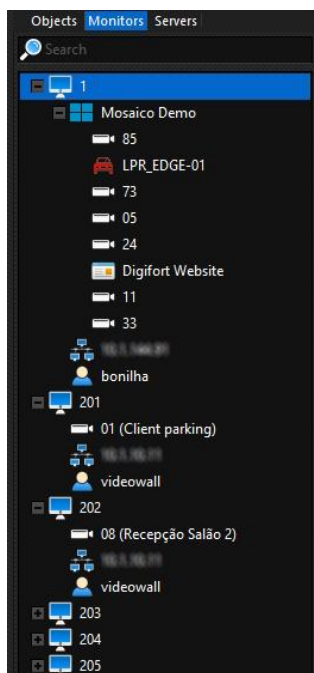 Objects Monitors Servers
Search
1
Mosaico Demo
85
LPR_EDGE-01
73
05
24
Digifort Website
11
33
bonilha
201
01 (Client parking)
videowall
202
08 (Recepção Salão 2)
videowall
203
204
205